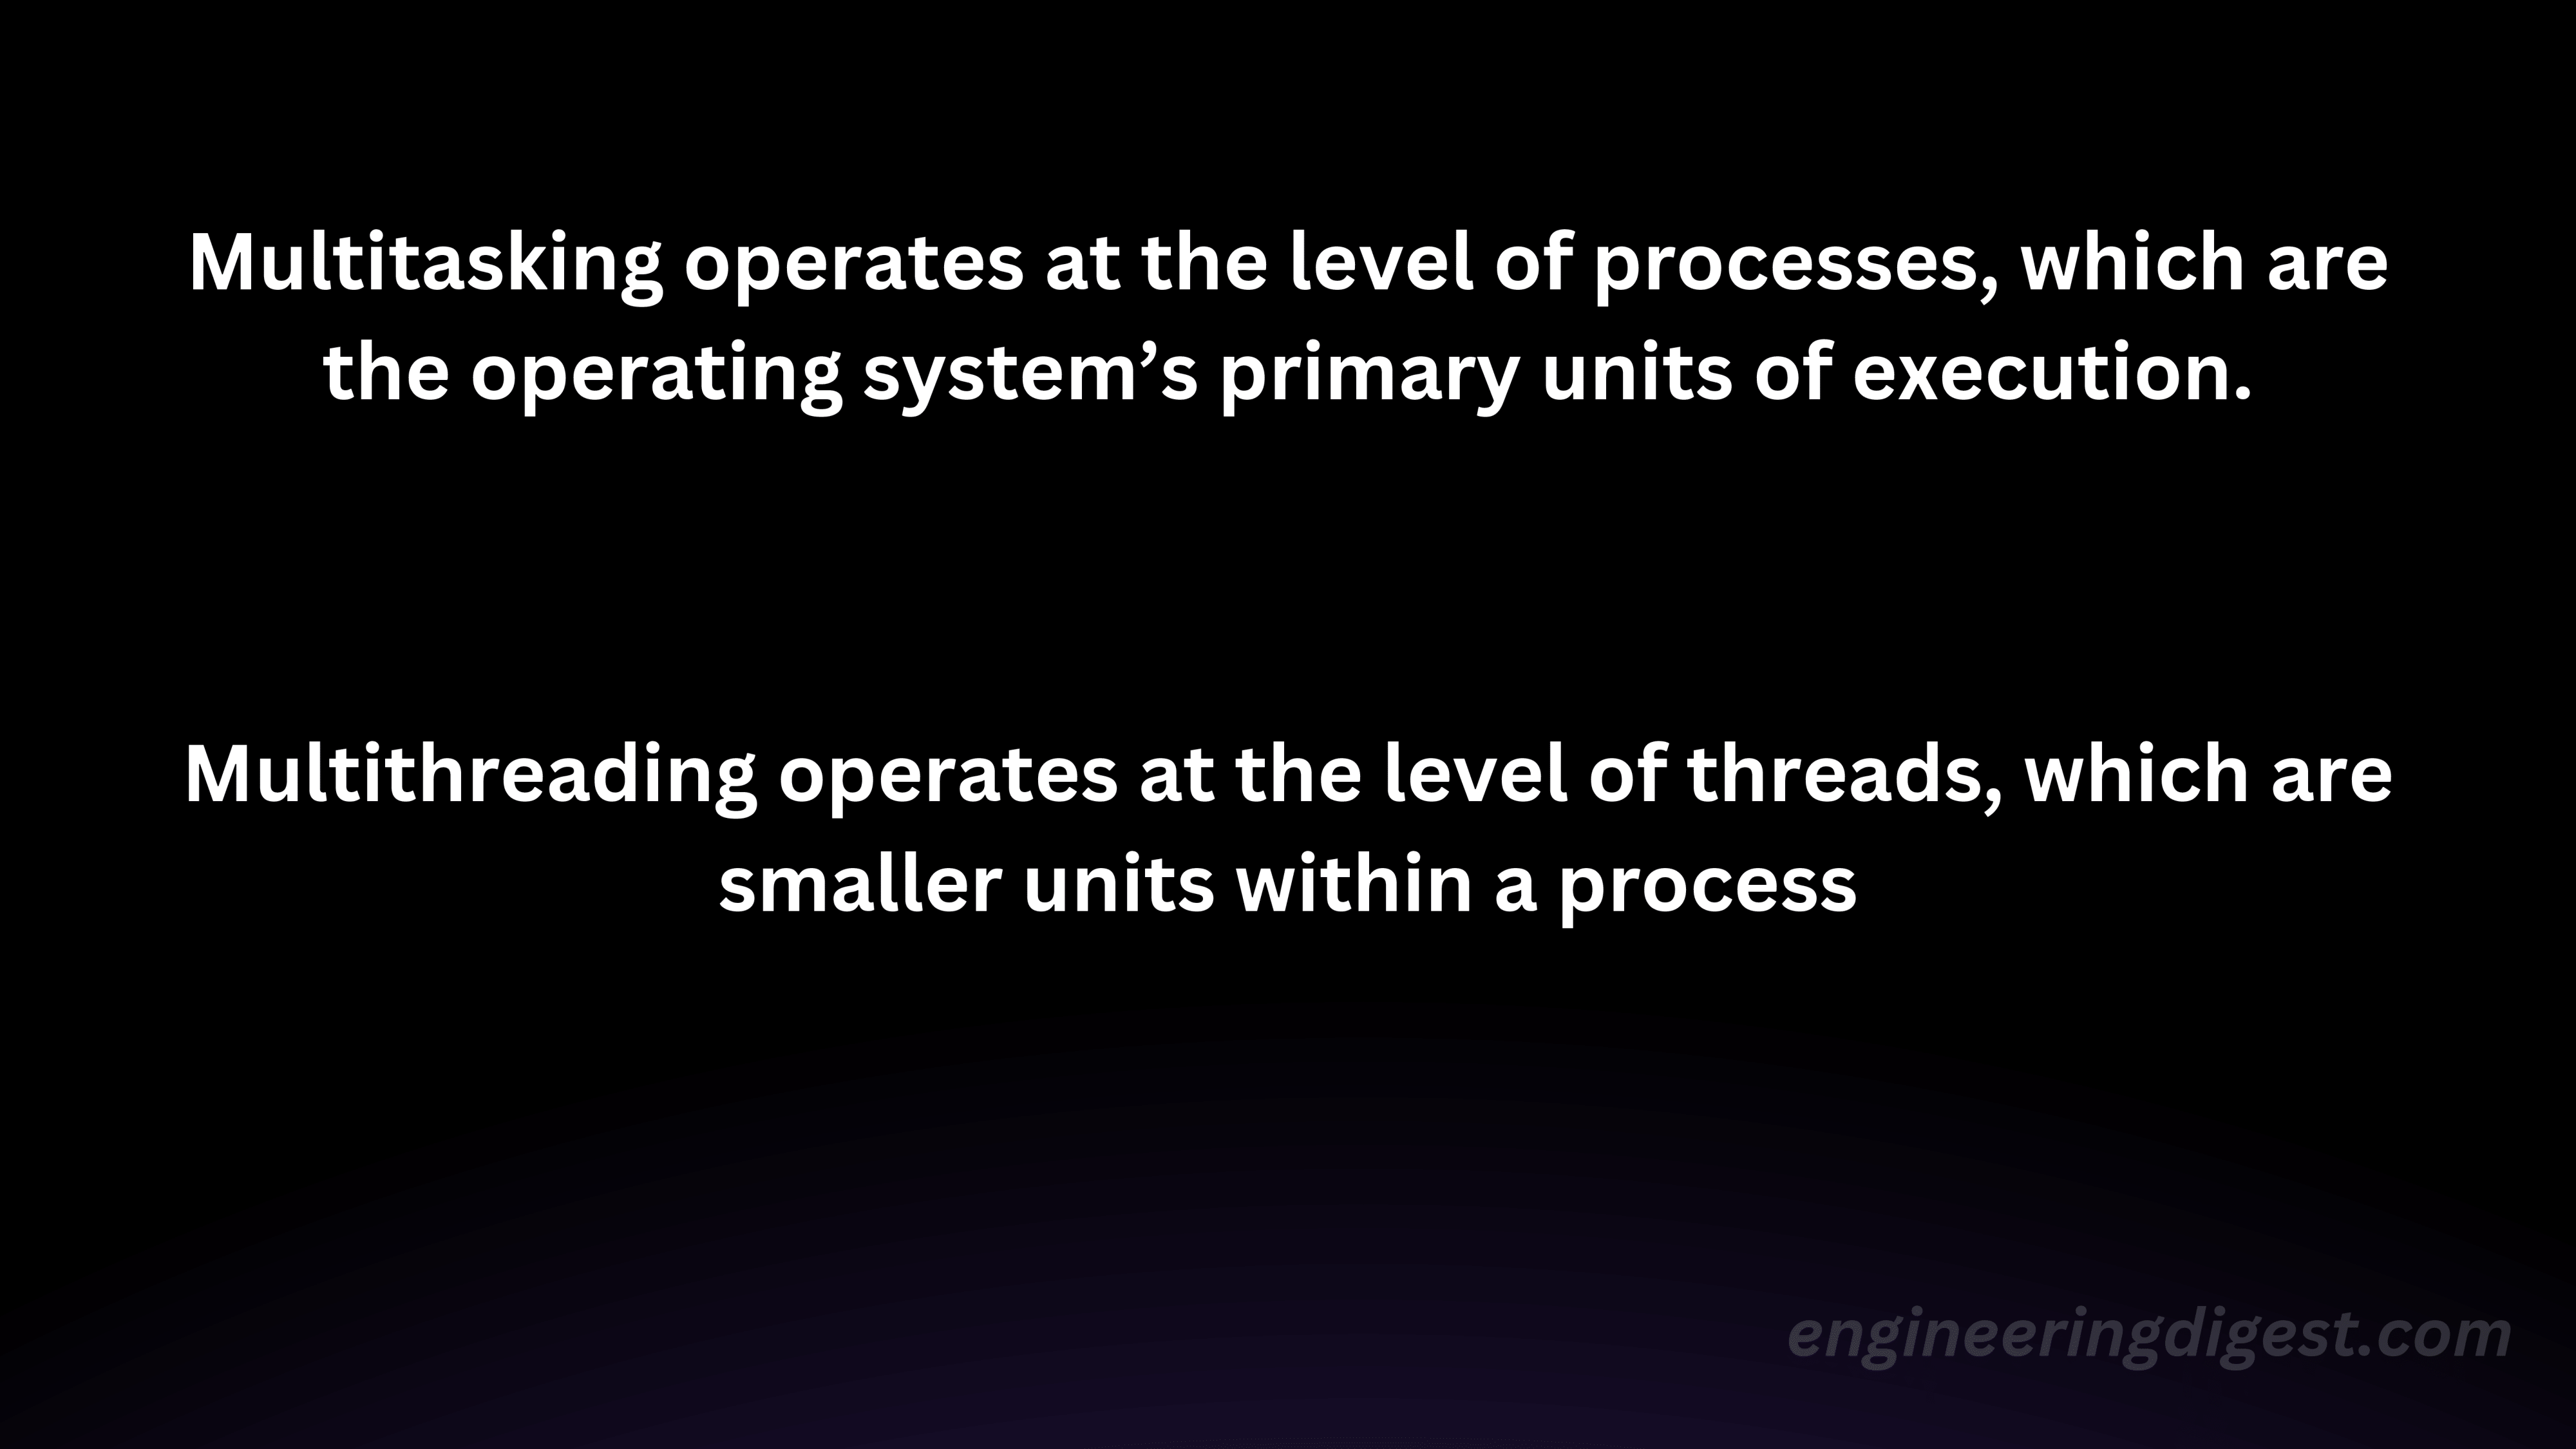 Multitasking operates at the level of processes, which are
the operating system’s primary units of execution.
Multithreading operates at the level of threads, which are
smaller units within a process
engineeringdigest.com